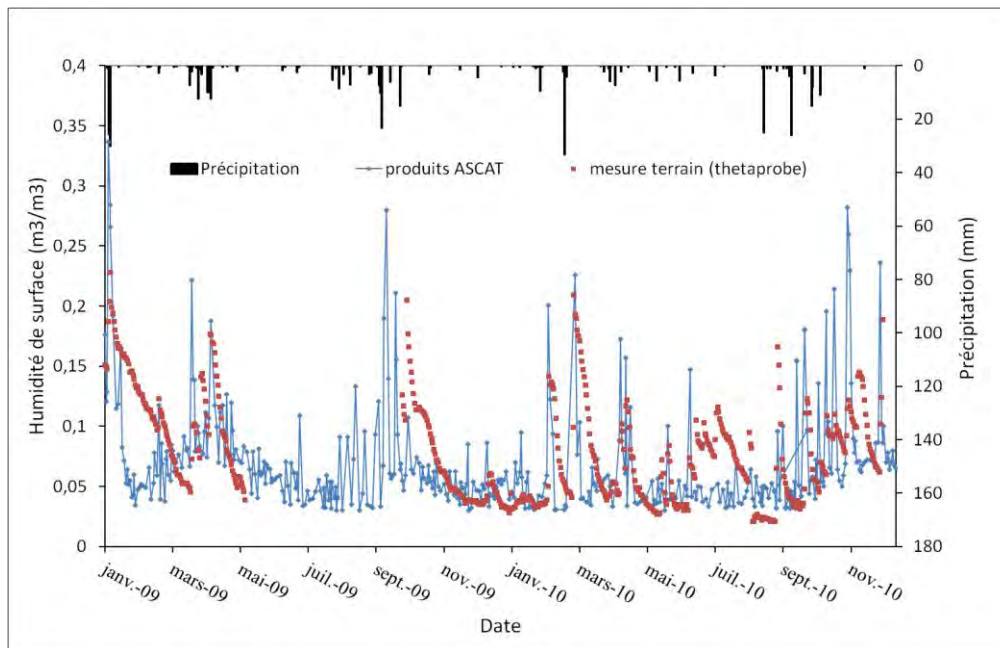 0,4
0,35
0,3
0,25
0,2
0,15
0,1
0,05
0
Humidité de surface (m3/m3)
Précipitation
produits ASCAT
mesure terrain (thetaprobe)
0
20
40
60
80
100
120
140
160
180
Précipitation (mm)
janv.-09
mars-09
mai-09
juil.-09
sept.-09
nov.-09
janv.-10
mars-10
mai-10
juil.-10
sept.-10
nov.-10
Date